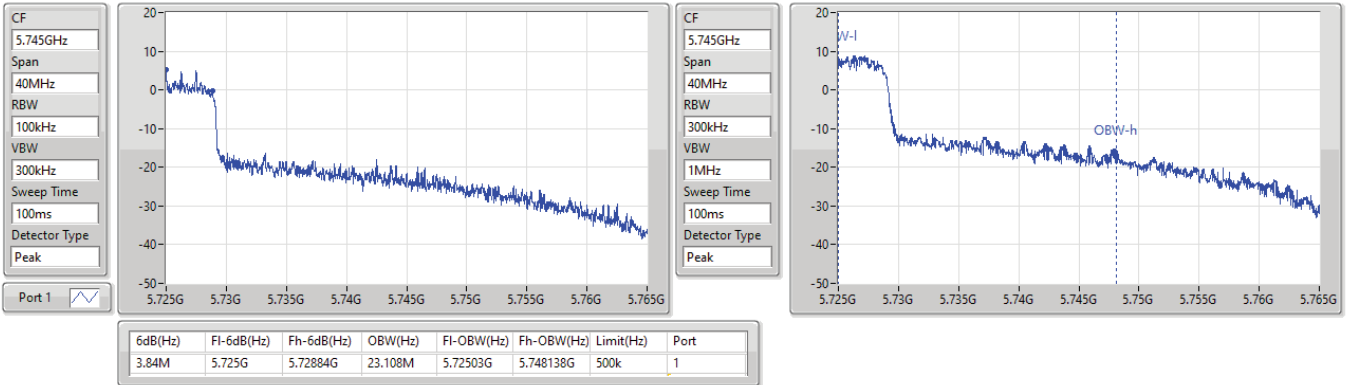 CF
5.745GHz
Span
40MHz
RBW
100kHz
VBW
300kHz
Sweep Time
100ms
Detector Type
Peak
Port 1
20
10
0
-10
-20
-30
-40
-50
5.725G 5.73G 5.735G 5.74G 5.745G 5.75G 5.755G 5.76G 5.765G
CF
5.745GHz
Span
40MHz
RBW
300kHz
VBW
1MHz
Sweep Time
100ms
Detector Type
Peak
20
10
0
-10
-20
-30
-40
-50
W-l
OBW-h
5.725G 5.73G 5.735G 5.74G 5.745G 5.75G 5.755G 5.76G 5.765G
6dB(Hz) Fl-6dB(Hz) Fh-6dB(Hz) OBW(Hz) Fl-OBW(Hz) Fh-OBW(Hz) Limit(Hz) Port
3.84M 5.725G 5.72884G 23.108M 5.72503G 5.748138G 500k 1